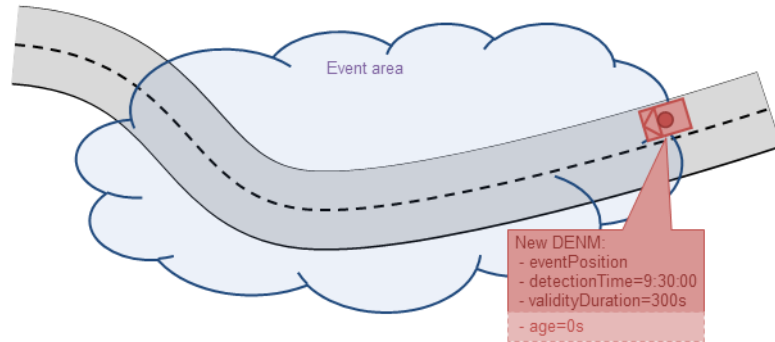 Event area
New DENM:
- eventPosition
- detectionTime=9:30:00
- validityDuration=300s
- age=0s